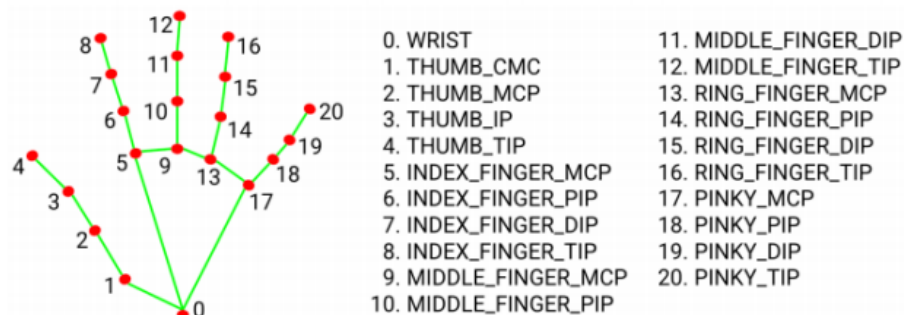 12
8
16
11
7
15
10
6
20
14
4
5
9
19
13
18
3
17
2
1
0
0. WRIST
1. THUMB_CMC
2. THUMB_MCP
3. THUMB_IP
4. THUMB_TIP
5. INDEX_FINGER_MCP
6. INDEX_FINGER_PIP
7. INDEX_FINGER_DIP
8. INDEX_FINGER_TIP
9. MIDDLE_FINGER_MCP
10. MIDDLE_FINGER_PIP
11. MIDDLE_FINGER_DIP
12. MIDDLE_FINGER_TIP
13. RING_FINGER_MCP
14. RING_FINGER_PIP
15. RING_FINGER_DIP
16. RING_FINGER_TIP
17. PINKY_MCP
18. PINKY_PIP
19. PINKY_DIP
20. PINKY_TIP